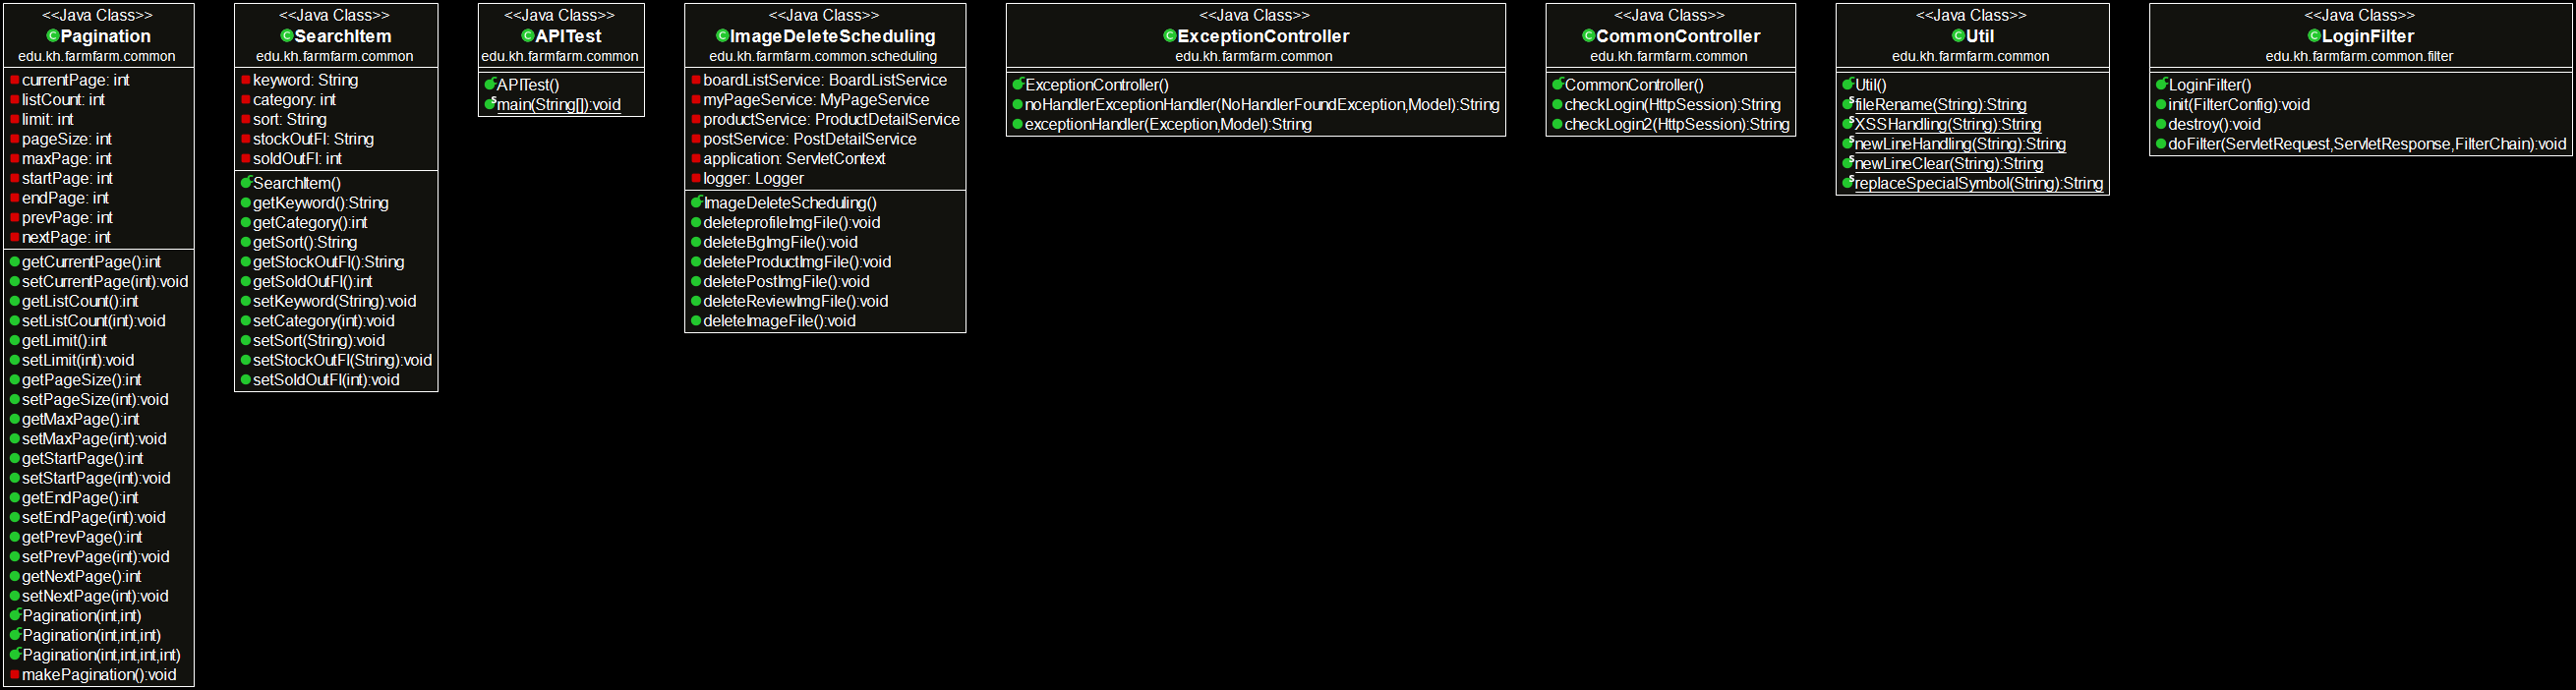 <<Java Class>>
Pagination
edu.kh.farmfarm.common
currentPage: int
listCount: int
limit: int
pageSize: int
maxPage: int
startPage: int
endPage: int
prevPage: int
nextPage: int
getCurrentPage():int
setCurrentPage(int):void
getListCount():int
setListCount(int):void
getLimit():int
setLimit(int):void
getPageSize():int
setPageSize(int):void
getMaxPage():int
setMaxPage(int):void
getStartPage():int
setStartPage(int):void
getEndPage():int
setEndPage(int):void
getPrevPage():int
setPrevPage(int):void
getNextPage():int
setNextPage(int):void
Pagination(int,int)
Pagination(int,int,int)
Pagination(int,int,int,int)
makePagination():void
<<Java Class>>
SearchItem
edu.kh.farmfarm.common
keyword: String
category: int
sort: String
stockOutFl: String
soldOutFl: int
SearchItem()
getKeyword():String
getCategory():int
getSort():String
getStockOutFl():String
getSoldOutFl():int
setKeyword(String):void
setCategory(int):void
setSort(String):void
setStockOutFl(String):void
setSoldOutFl(int):void
<<Java Class>>
APITest
edu.kh.farmfarm.common
APITest()
main(String[]):void
<<Java Class>>
ImageDeleteScheduling
edu.kh.farmfarm.common.scheduling
boardListService: BoardListService
myPageService: MyPageService
productService: ProductDetailService
postService: PostDetailService
application: ServletContext
logger: Logger
ImageDeleteScheduling()
deleteprofileImgFile():void
deleteBgImgFile():void
deleteProductImgFile():void
deletePostImgFile():void
deleteReviewImgFile():void
deleteImageFile():void
<<Java Class>>
ExceptionController
edu.kh.farmfarm.common
ExceptionController()
noHandlerExceptionHandler(NoHandlerFoundException,Model):String
exceptionHandler(Exception,Model):String
<<Java Class>>
CommonController
edu.kh.farmfarm.common
CommonController()
checkLogin(HttpSession):String
checkLogin2(HttpSession):String
<<Java Class>>
Util
edu.kh.farmfarm.common
Util()
fileRename(String):String
XSSHandling(String):String
newLineHandling(String):String
newLineClear(String):String
replaceSpecialSymbol(String):String
<<Java Class>>
LoginFilter
edu.kh.farmfarm.common.filter
LoginFilter()
init(FilterConfig):void
destroy():void
doFilter(ServletRequest,ServletResponse,FilterChain):void